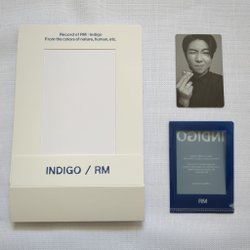 Record of RM : Indigo
From the colors of nature, human, etc.
INDIGO / RM
INDIGO
RM